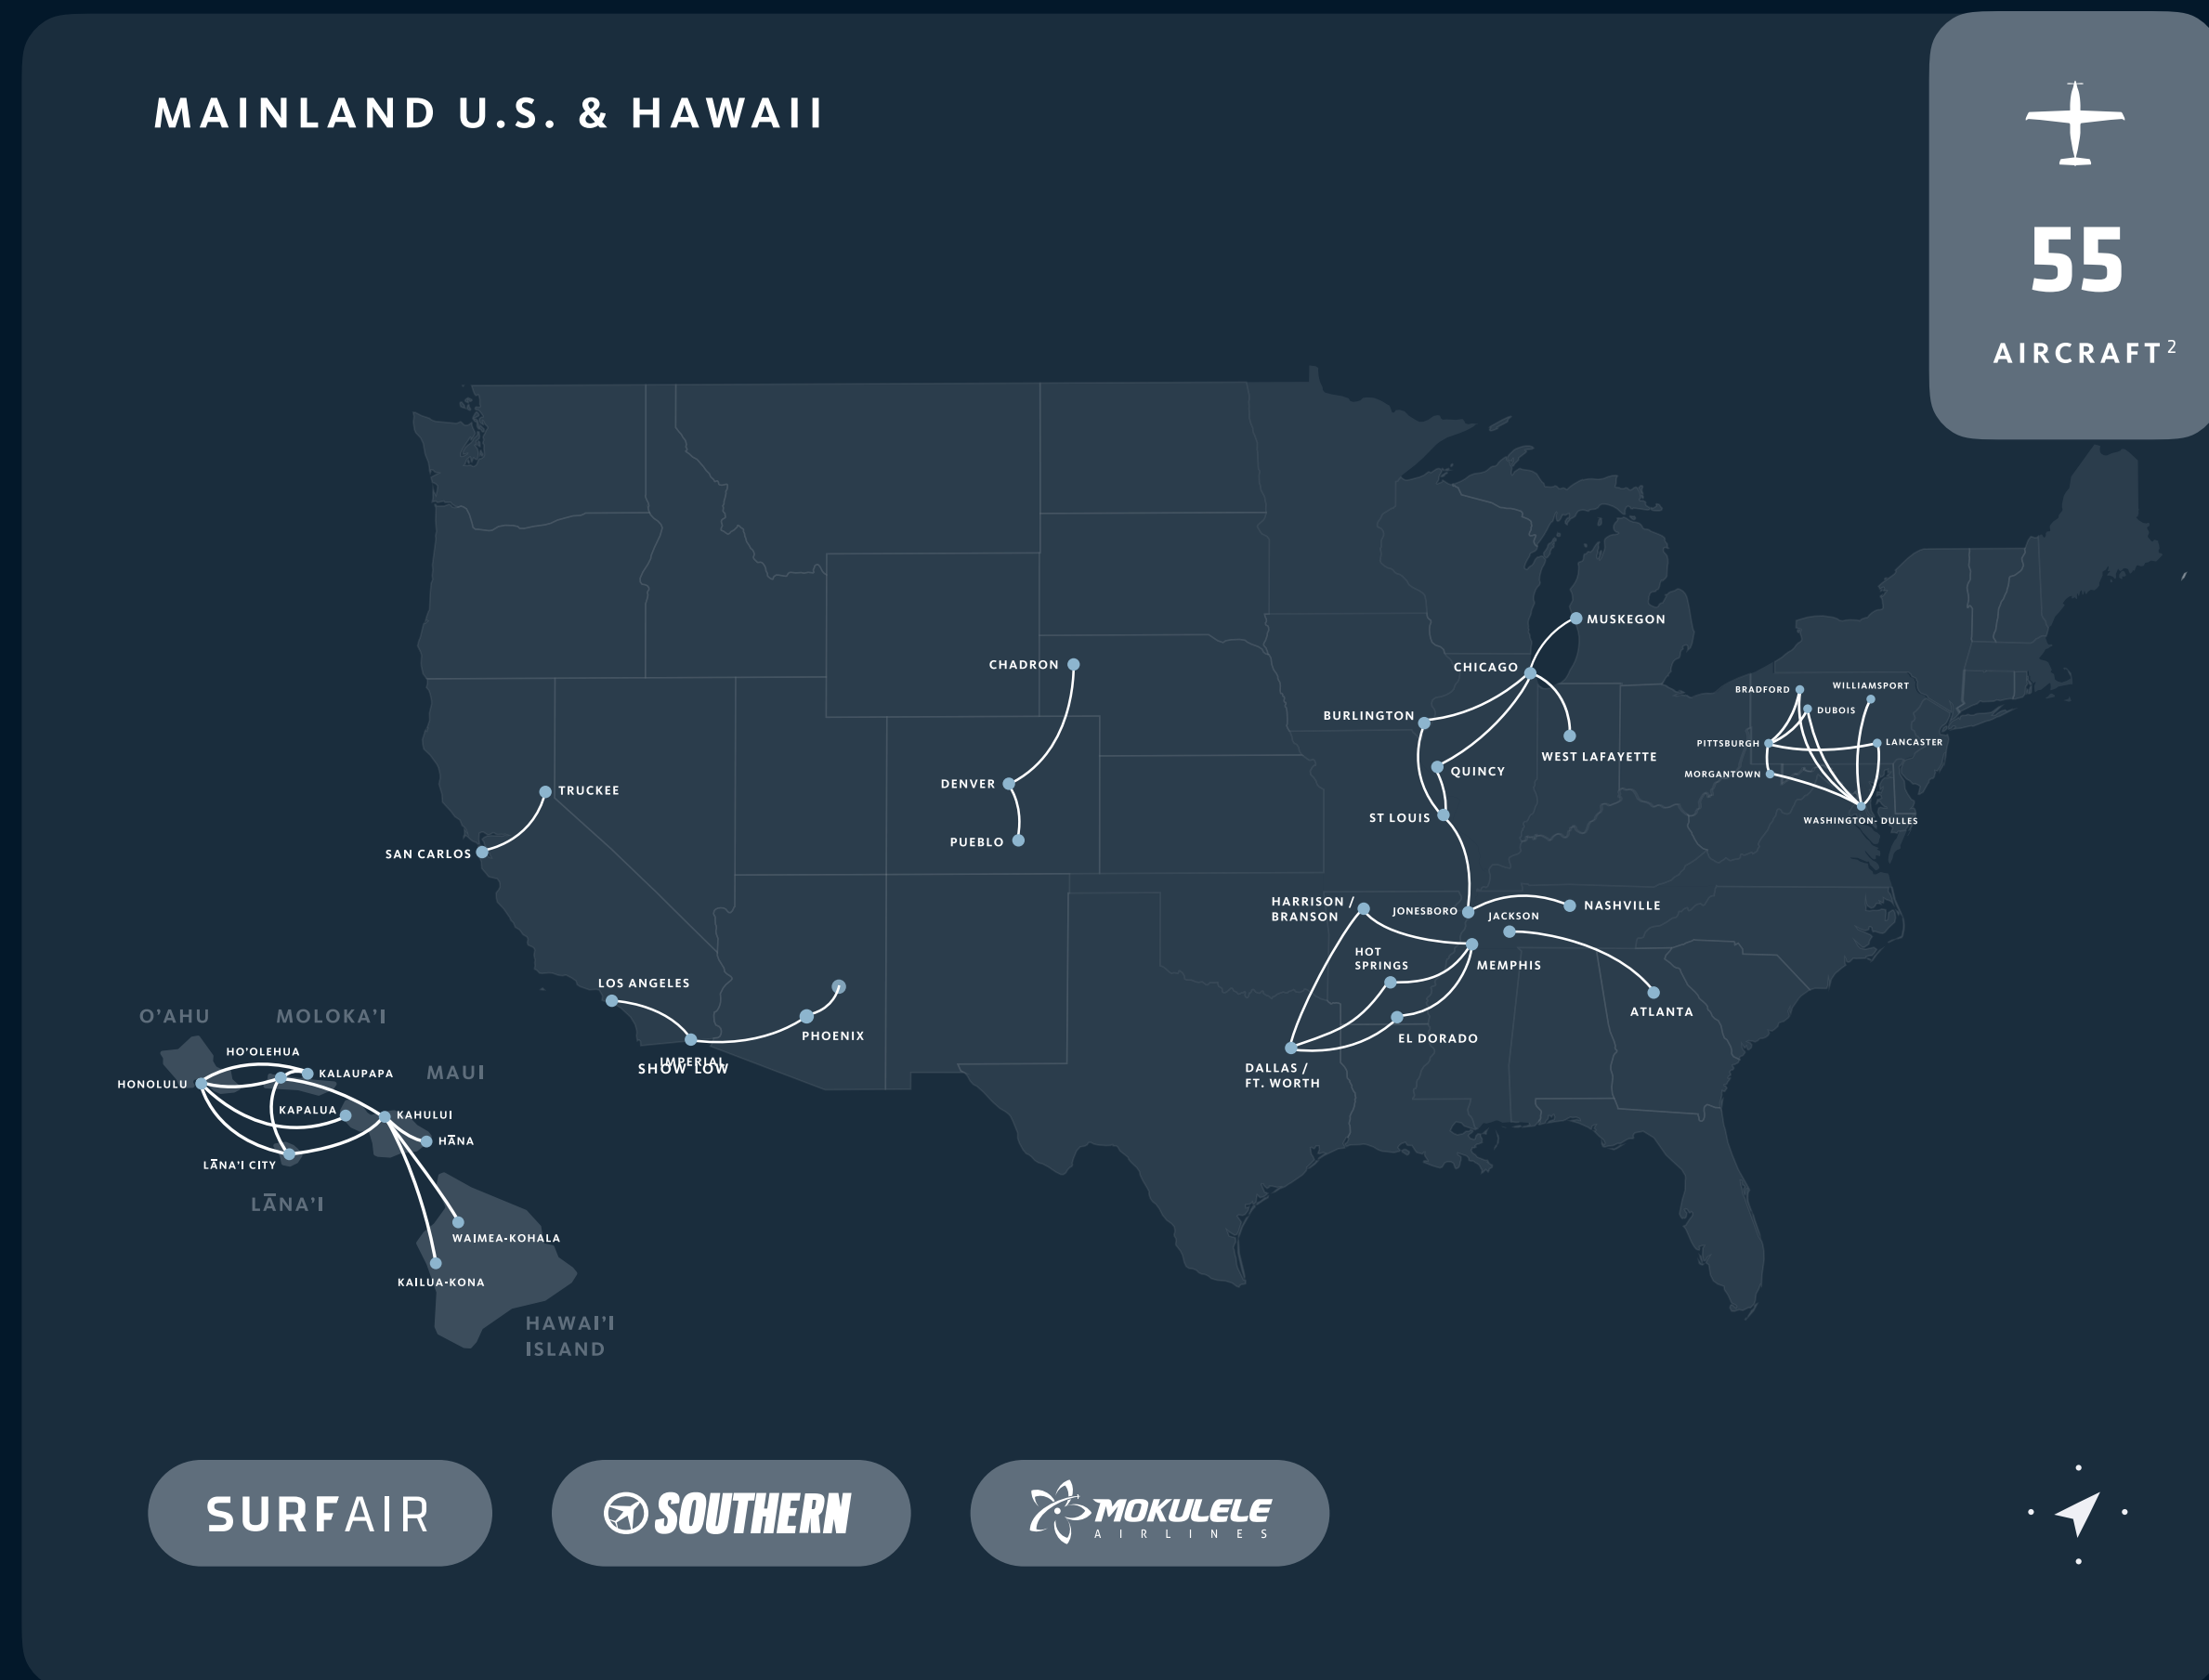 MAINLAND U.S. & HAWAII
55
AIRCRAFT 2
MUSKEGON
CHADRON
CHICAGO
BRADFORD
WILLIAMSPORT
DUBOIS
BURLINGTON
PITTSBURGH
LANCASTER
WEST LAFAYETTE
QUINCY
MORGANTOWN
DENVER
TRUCKEE
ST LOUIS
WASHINGTON- DULLES
PUEBLO
SAN CARLOS
HARRISON /
BRANSON
JONESBORO
JACKSON
NASHVILLE
HOT
SPRINGS
MEMPHIS
LOS ANGELES
ATLANTA
PHOENIX
EL DORADO
IMPERIAL
SHOW LOW
DALLAS /
FT. WORTH
O'AHU
MOLOKA'I
HO'OLEHUA
KALAUPAPA
MAUI
HONOLULU
KAPALUA
KAHULUI
HĀNA
LĀNA'I CITY
LĀNA'I
WAIMEA-KOHALA
KAILUA-KONA
HAWAI'I
ISLAND
SURFAIR
SOUTHERN
MOKULELE
AIRLINES